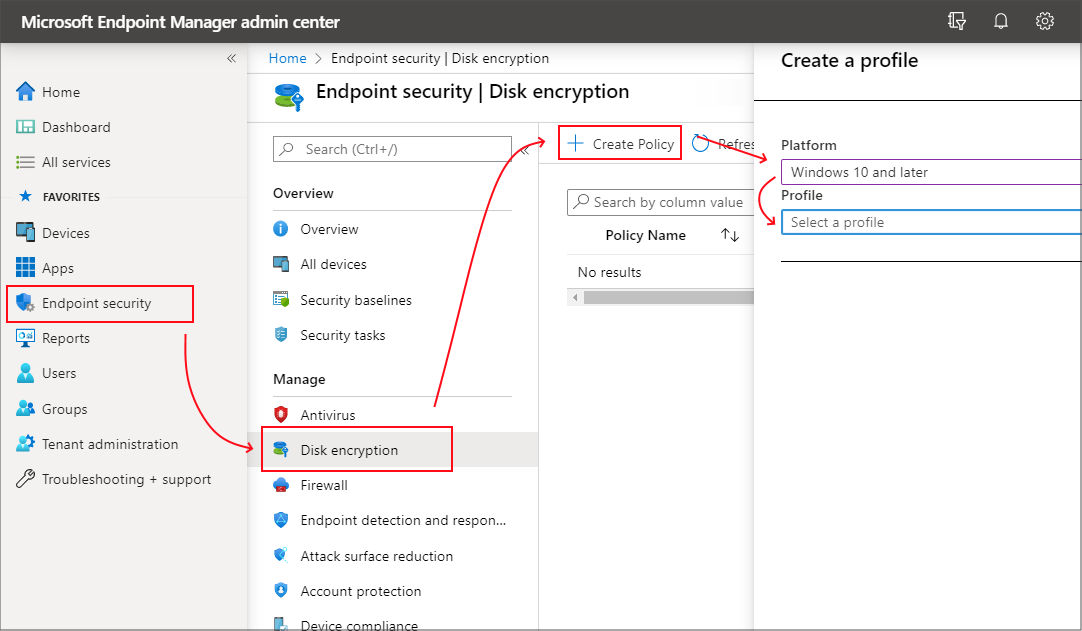 Microsoft Endpoint Manager admin center
«
Home
Dashboard
All services
FAVORITES
Devices
Apps
Endpoint security
Reports
Users
Groups
Tenant administration
Troubleshooting + support
Home > Endpoint security | Disk encryption
Endpoint security | Disk encryption
Search (Ctrl+/)
«
Overview
Overview
All devices
Security baselines
Security tasks
Manage
Antivirus
Disk encryption
Firewall
Endpoint detection and respon...
Attack surface reduction
Account protection
Device compliance
+ Create Policy Refres
Search by column value
Policy Name ↑↓
No results
Create a profile
Platform
Windows 10 and later
Profile
Select a profile